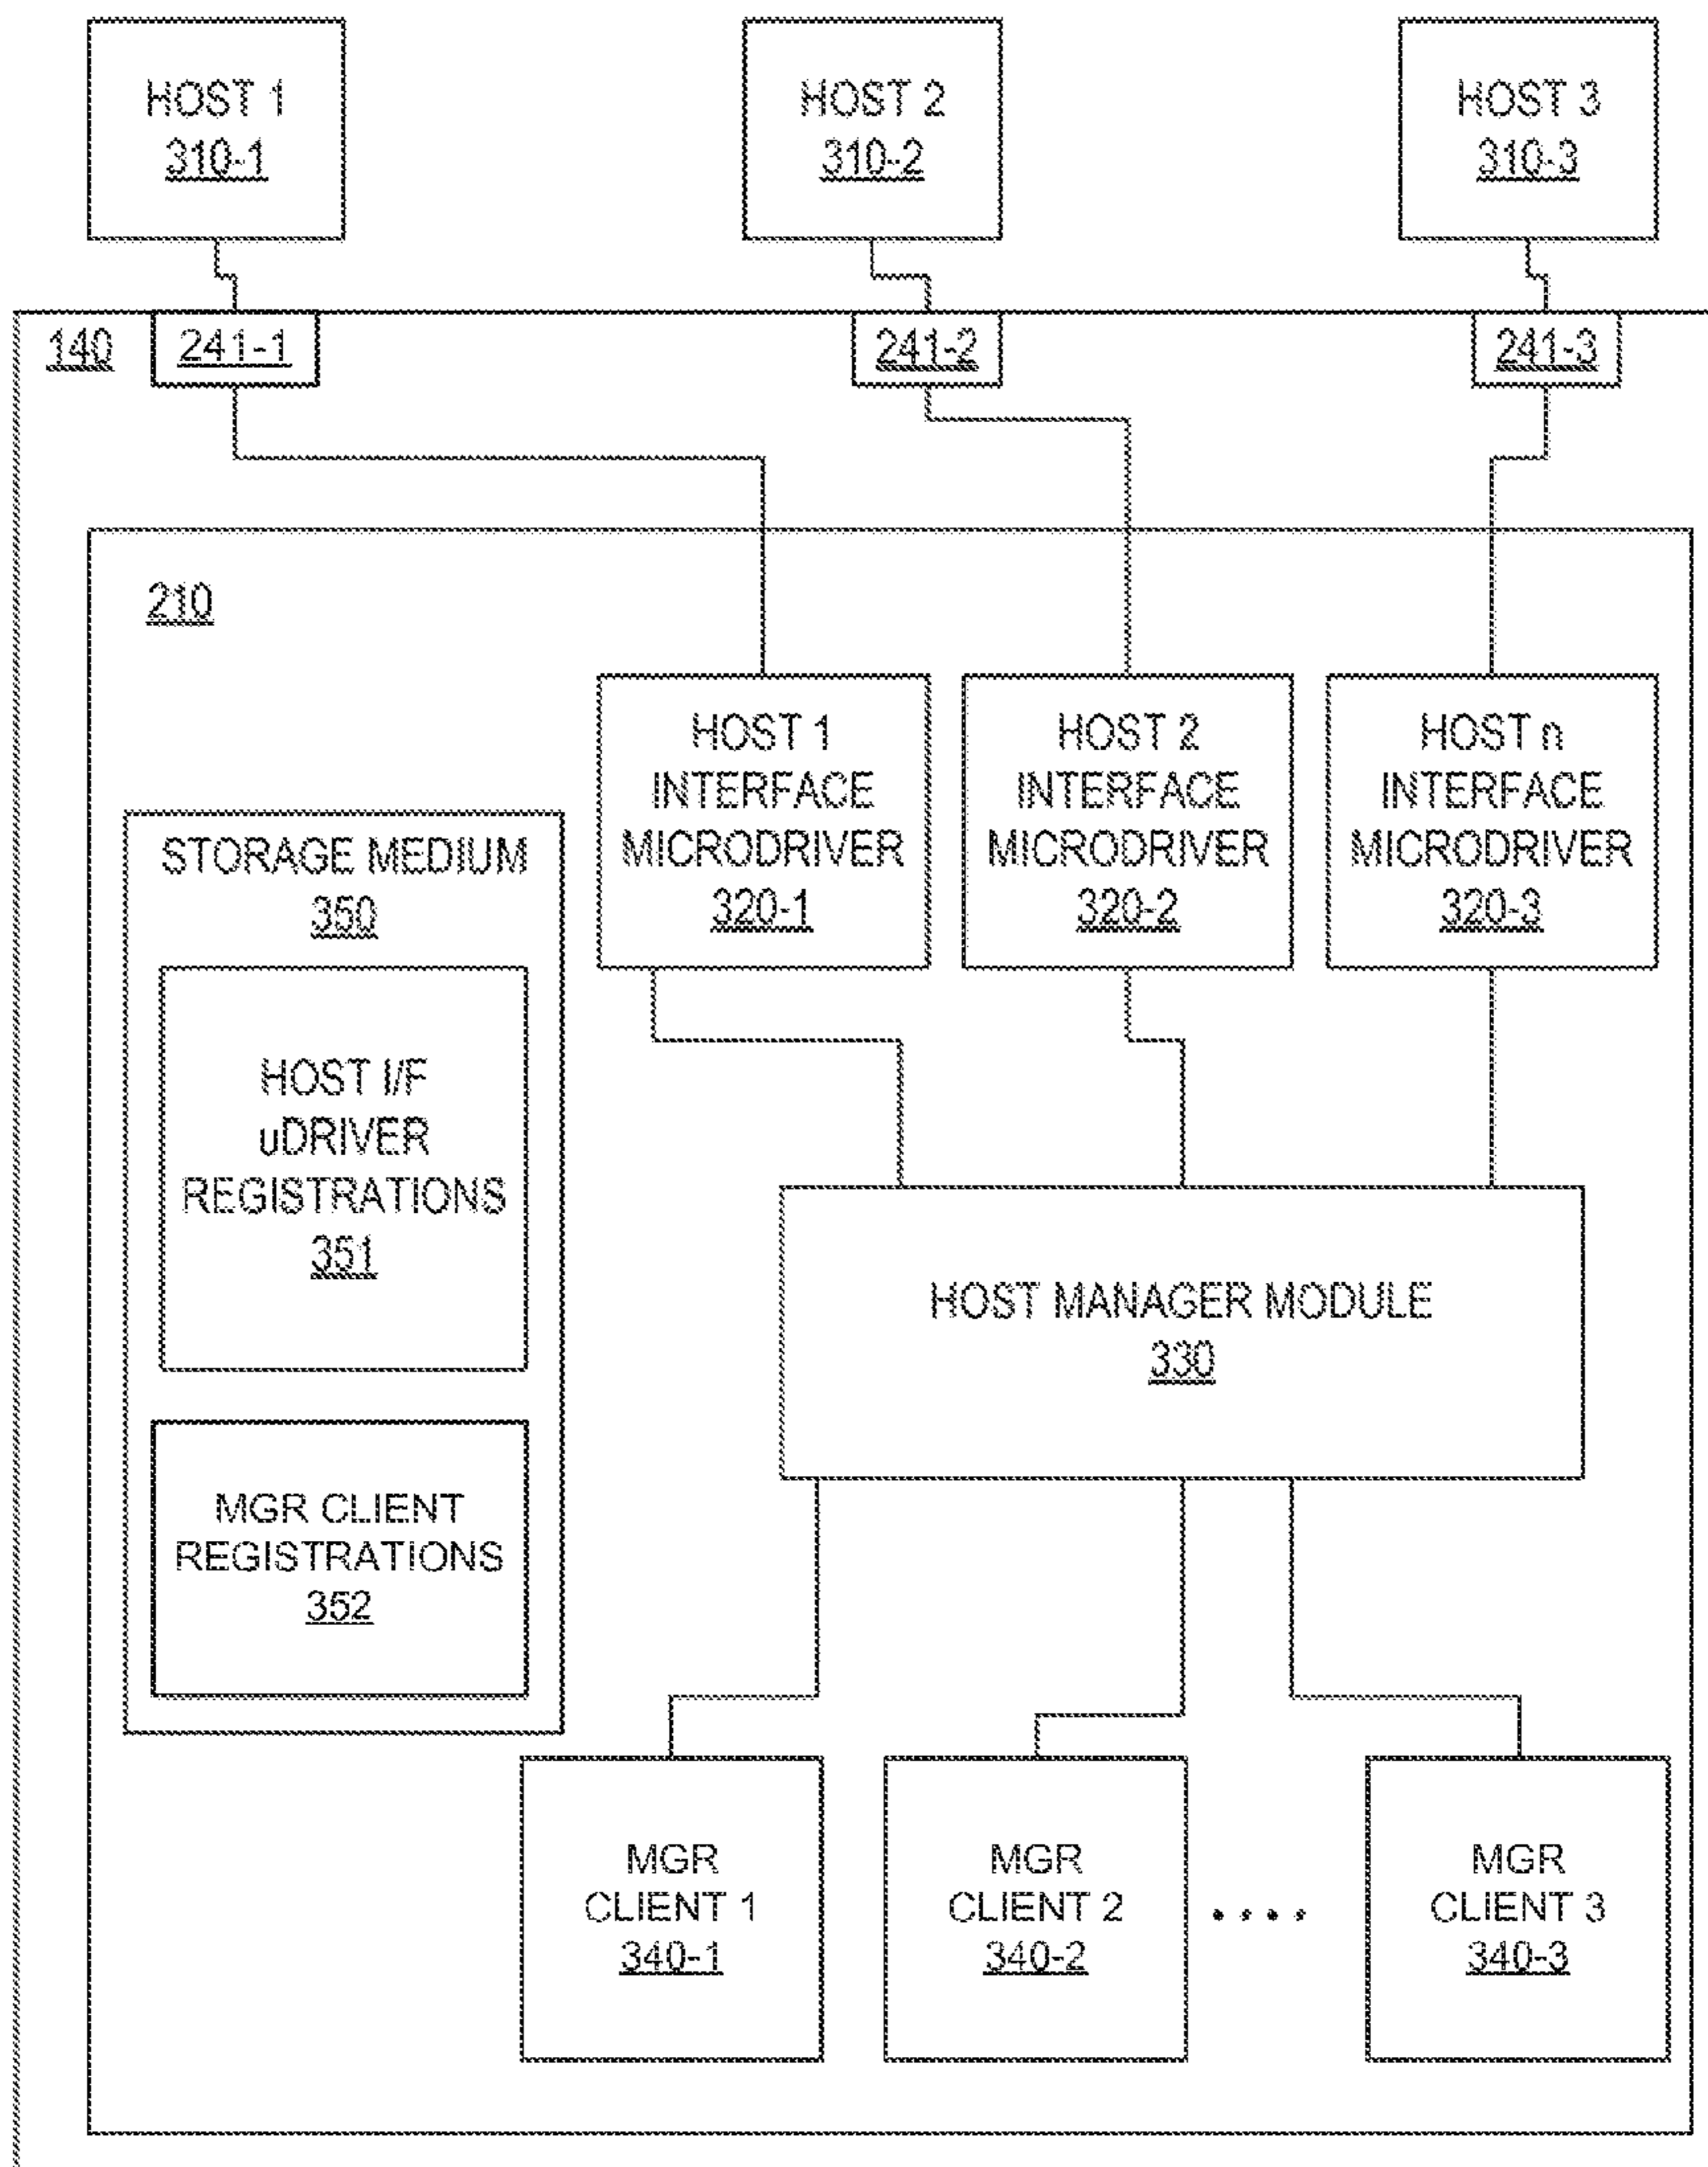 HOST 1
310-1
HOST 2
310-2
HOST 3
310-3
140
241-1
241-2
241-3
210
HOST 1
INTERFACE
MICRODRIVER
320-1
HOST 2
INTERFACE
MICRODRIVER
320-2
HOST n
INTERFACE
MICRODRIVER
320-3
STORAGE MEDIUM
350
HOST I/F
uDRIVER
REGISTRATIONS
351
MGR CLIENT
REGISTRATIONS
352
HOST MANAGER MODULE
330
MGR
CLIENT 1
340-1
MGR
CLIENT 2
340-2
....
MGR
CLIENT 3
340-3